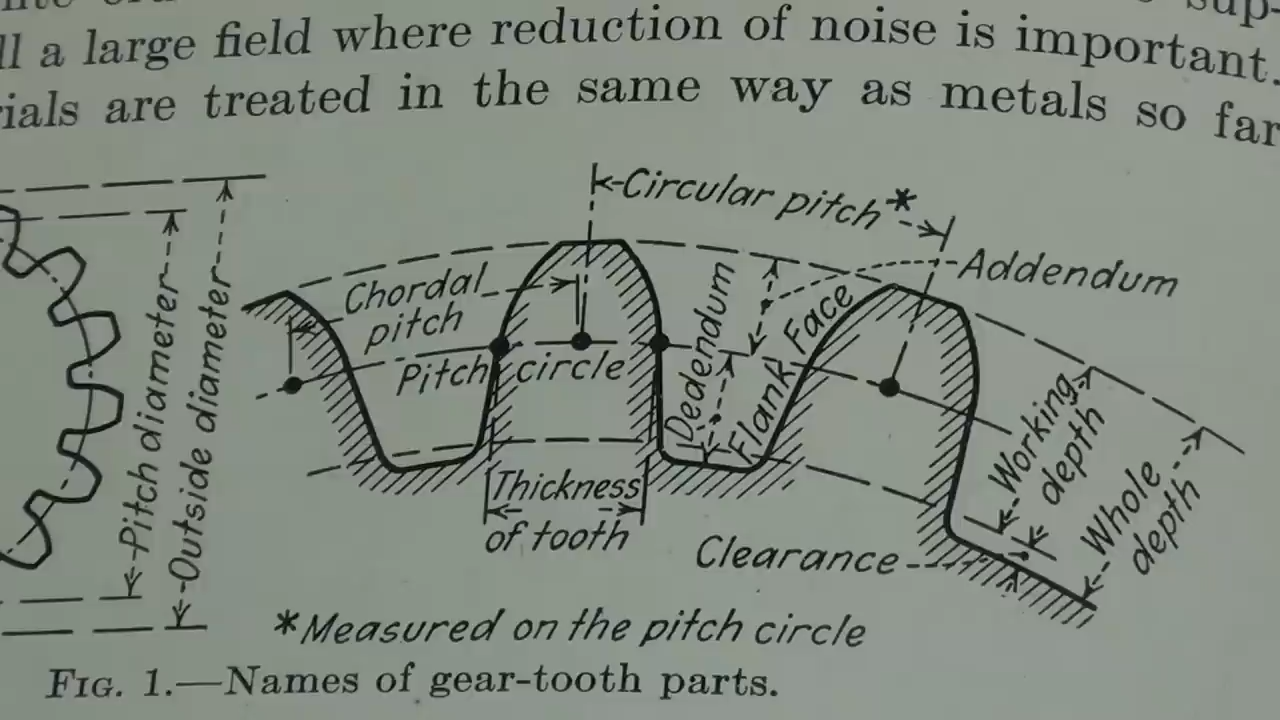 ll a large field where reduction of noise is important.
ials are treated in the same way as metals so far
Circular pitch*
Addendum
Chordal
pitch
Pitch circle
Dedendum
Face
Flank
Pitch diameter
Outside diameter
Working
depth
Whole
depth
Thickness
of tooth
Clearance
*Measured on the pitch circle
FIG. 1.—Names of gear-tooth parts.